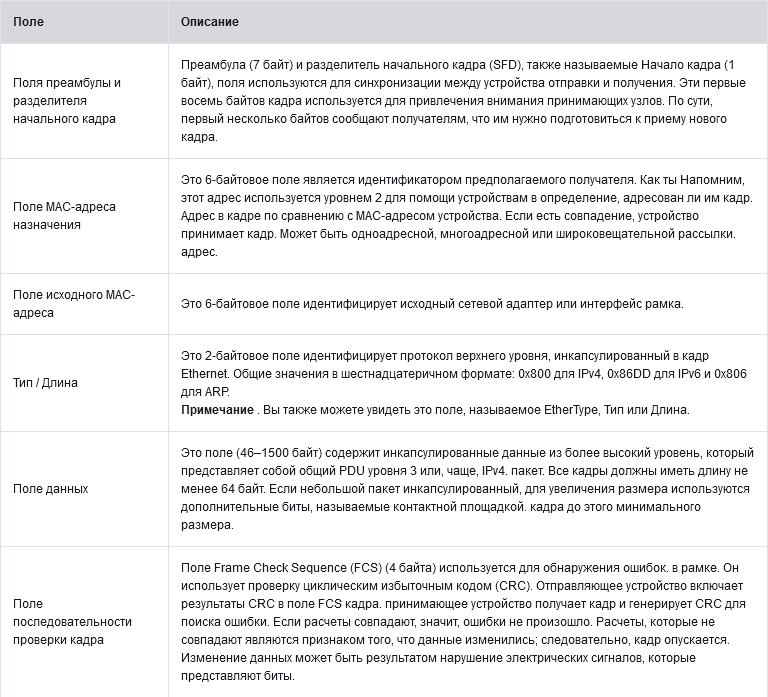 Поле
Описание
Поля преамбулы и
разделителя
начального кадра
Преамбула (7 байт) и разделитель начального кадра (SFD), также называемые Начало кадра (1
байт), поля используются для синхронизации между устройства отправки и получения. Эти первые
восемь байтов кадра используется для привлечения внимания принимающих узлов. По сути,
первый несколько байтов сообщают получателям, что им нужно подготовиться к приему нового
кадра.
Поле MAC-адреса
назначения
Это 6-байтовое поле является идентификатором предполагаемого получателя. Как ты Напомним,
этот адрес используется уровнем 2 для помощи устройствам в определение, адресован ли им кадр.
Адрес в кадре по сравнению с MAC-адресом устройства. Если есть совпадение, устройство
принимает кадр. Может быть одноадресной, многоадресной или широковещательной рассылки.
адрес.
Поле исходного MAC-
адреса
Это 6-байтовое поле идентифицирует исходный сетевой адаптер или интерфейс рамка.
Тип / Длина
Это 2-байтовое поле идентифицирует протокол верхнего уровня, инкапсулированный в кадр
Ethernet. Общие значения в шестнадцатеричном формате: 0x800 для IPv4, 0x86DD для IPv6 и 0x806
для ARP.
Примечание . Вы также можете увидеть это поле, называемое EtherType, Тип или Длина.
Поле данных
Это поле (46–1500 байт) содержит инкапсулированные данные из более высокий уровень, который
представляет собой общий PDU уровня 3 или, чаще, IPv4. пакет. Все кадры должны иметь длину не
менее 64 байт. Если небольшой пакет инкапсулированный, для увеличения размера используются
дополнительные биты, называемые контактной площадкой. кадра до этого минимального
размера.
Поле
последовательности
проверки кадра
Поле Frame Check Sequence (FCS) (4 байта) используется для обнаружения ошибок. в рамке. Он
использует проверку циклическим избыточным кодом (CRC). Отправляющее устройство включает
результаты CRC в поле FCS кадра. принимающее устройство получает кадр и генерирует CRC для
поиска ошибки. Если расчеты совпадают, значит, ошибки не произошло. Расчеты, которые не
совпадают являются признаком того, что данные изменились; следовательно, кадр опускается.
Изменение данных может быть результатом нарушение электрических сигналов, которые
представляют биты.